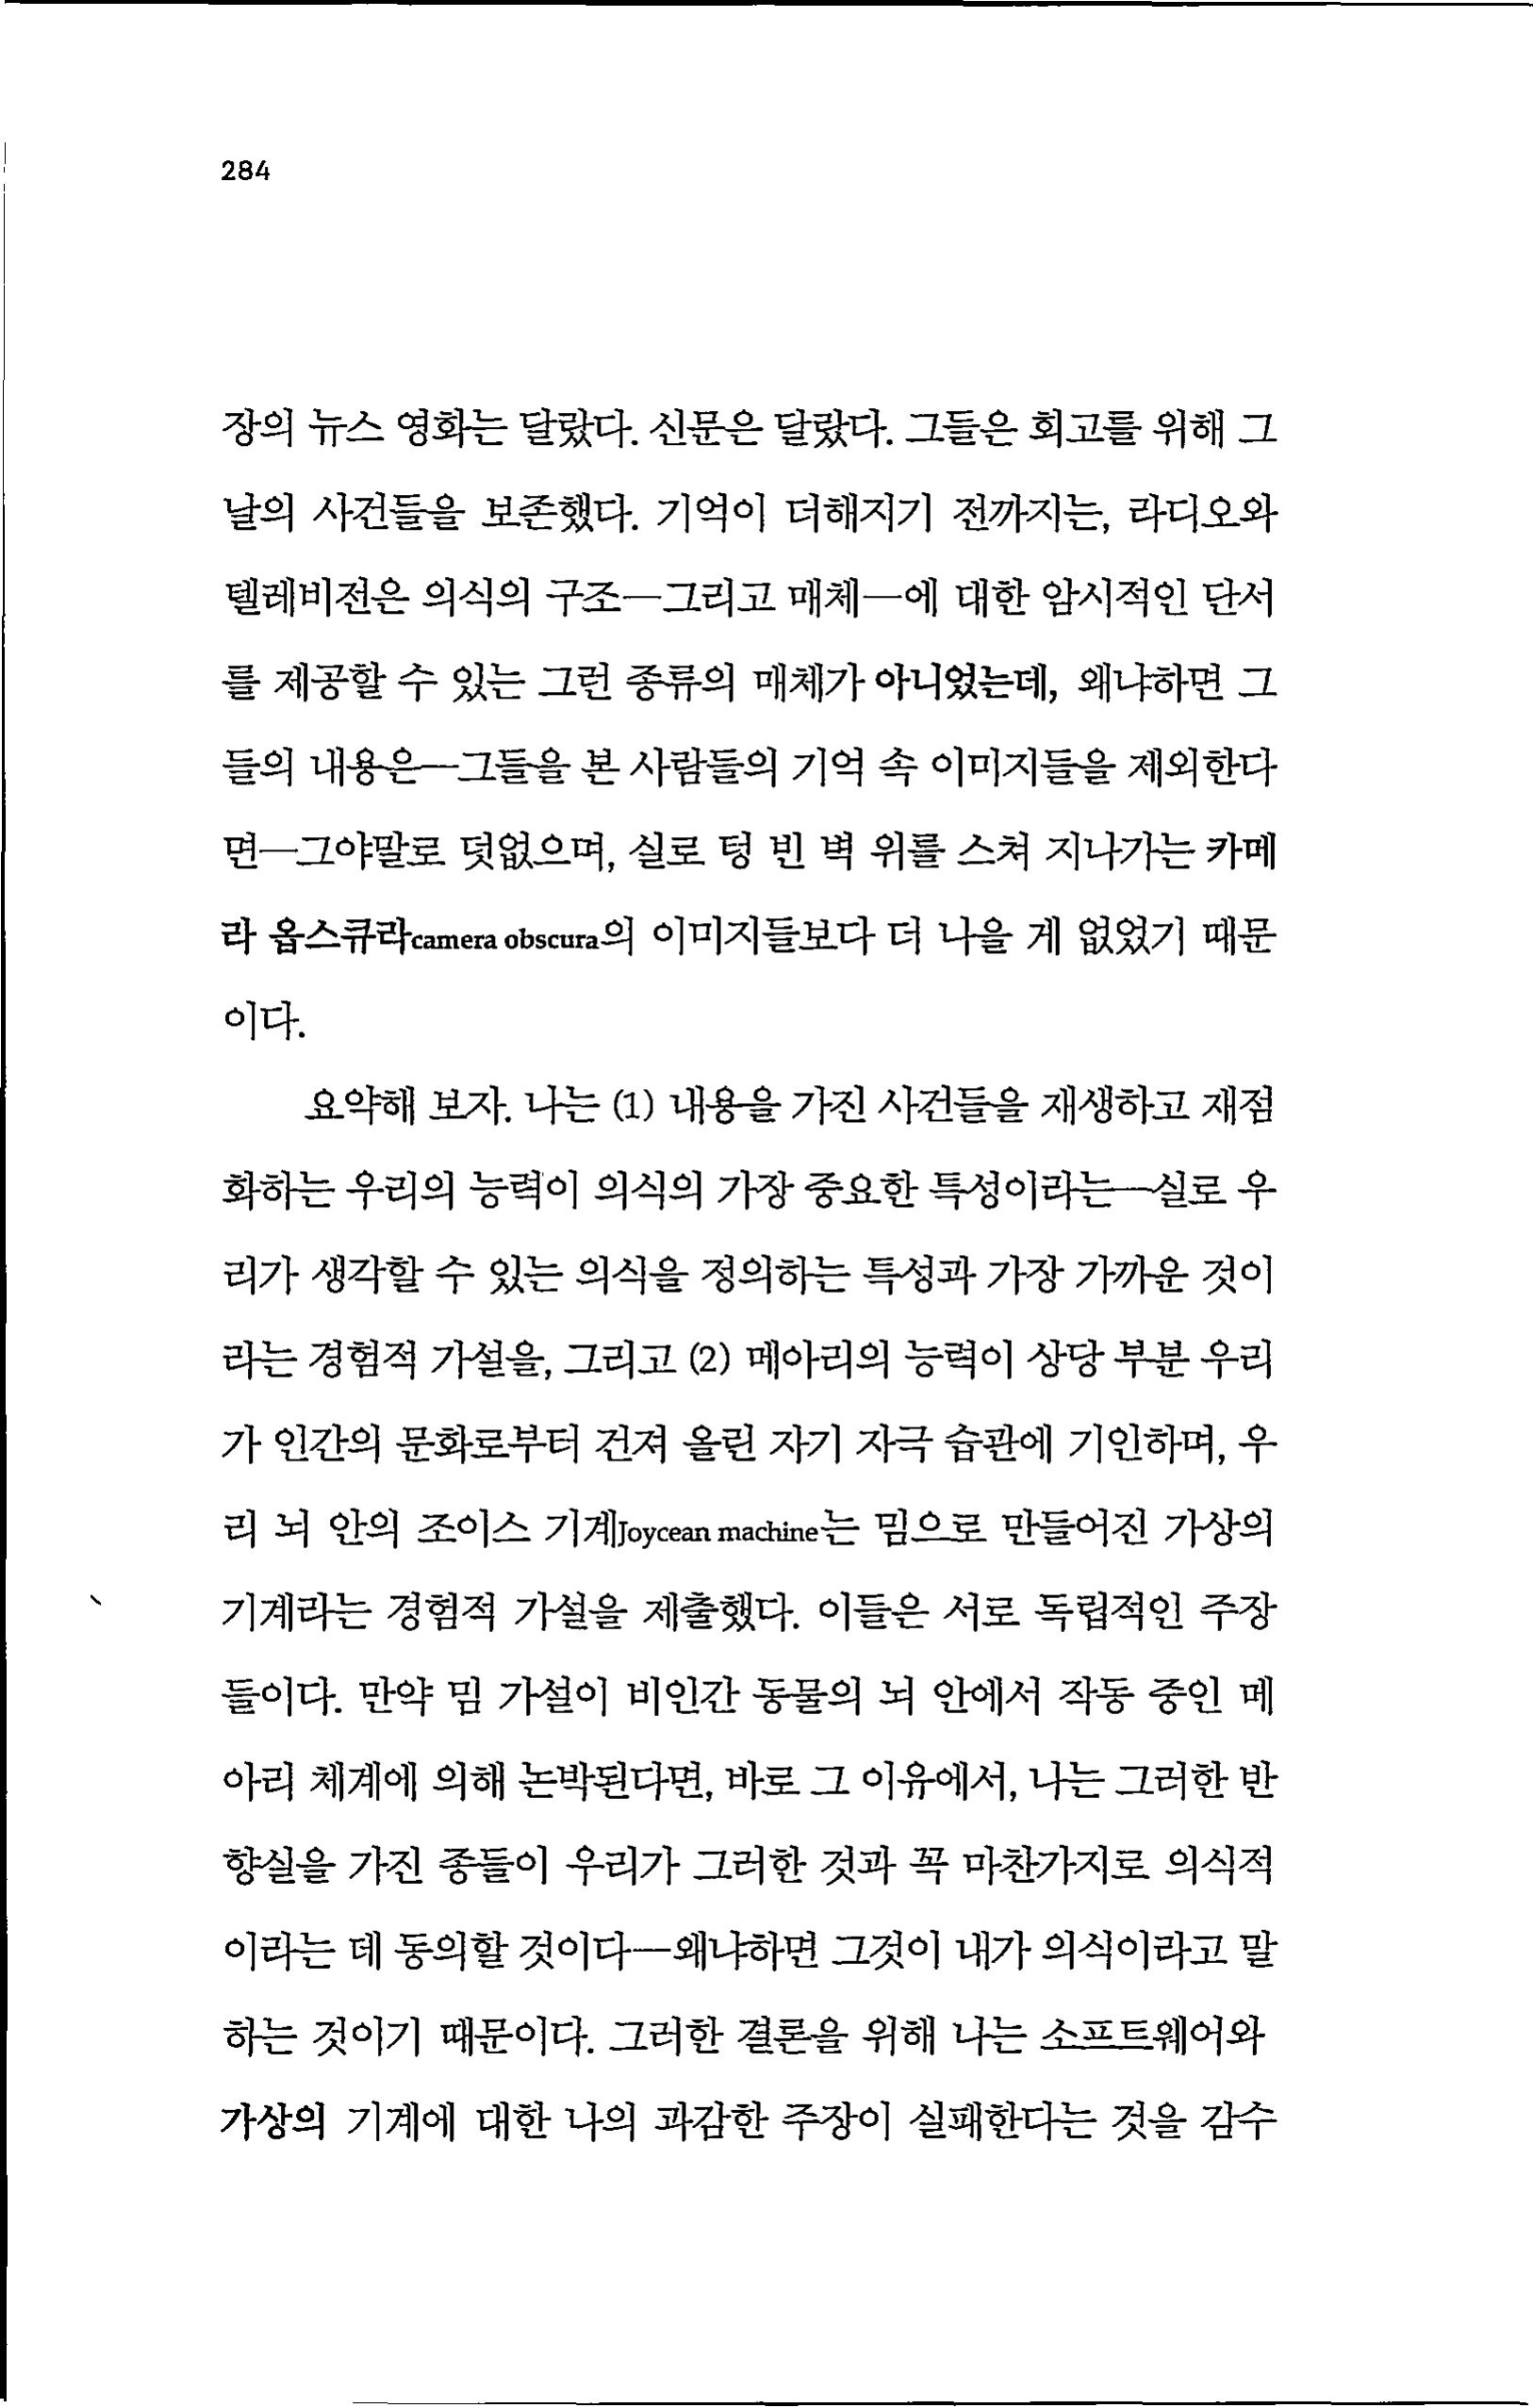 284
장의 뉴스 영화는 달랐다. 신문은 달랐다. 그들은 회고를 위해 그
날의 사건들을 보존했다. 기억이 더해지기 전까지는, 라디오와
텔레비전은 의식의 구조—그리고 매체—에 대한 암시적인 단서
를 제공할 수 있는 그런 종류의 매체가 아니었는데, 왜냐하면 그
들의 내용은—그들을 본 사람들의 기억 속 이미지들을 제외한다
면—그야말로 덧없으며, 실로 텅 빈 벽 위를 스쳐 지나가는 카메
라 옵스큐라camera obscura의 이미지들보다 더 나을 게 없었기 때문
이다.
요약해 보자. 나는 (1) 내용을 가진 사건들을 재생하고 재점
화하는 우리의 능력이 의식의 가장 중요한 특성이라는—실로 우
리가 생각할 수 있는 의식을 정의하는 특성과 가장 가까운 것이
라는 경험적 가설을, 그리고 (2) 메아리의 능력이 상당 부분 우리
가 인간의 문화로부터 건져 올린 자기 자극 습관에 기인하며, 우
리 뇌 안의 조이스 기계Joycean machine는 밈으로 만들어진 가상의
기계라는 경험적 가설을 제출했다. 이들은 서로 독립적인 주장
들이다. 만약 밈 가설이 비인간 동물의 뇌 안에서 작동 중인 메
아리 체계에 의해 논박된다면, 바로 그 이유에서, 나는 그러한 반
향실을 가진 종들이 우리가 그러한 것과 꼭 마찬가지로 의식적
이라는 데 동의할 것이다—왜냐하면 그것이 내가 의식이라고 말
하는 것이기 때문이다. 그러한 결론을 위해 나는 소프트웨어와
가상의 기계에 대한 나의 과감한 주장이 실패한다는 것을 감수